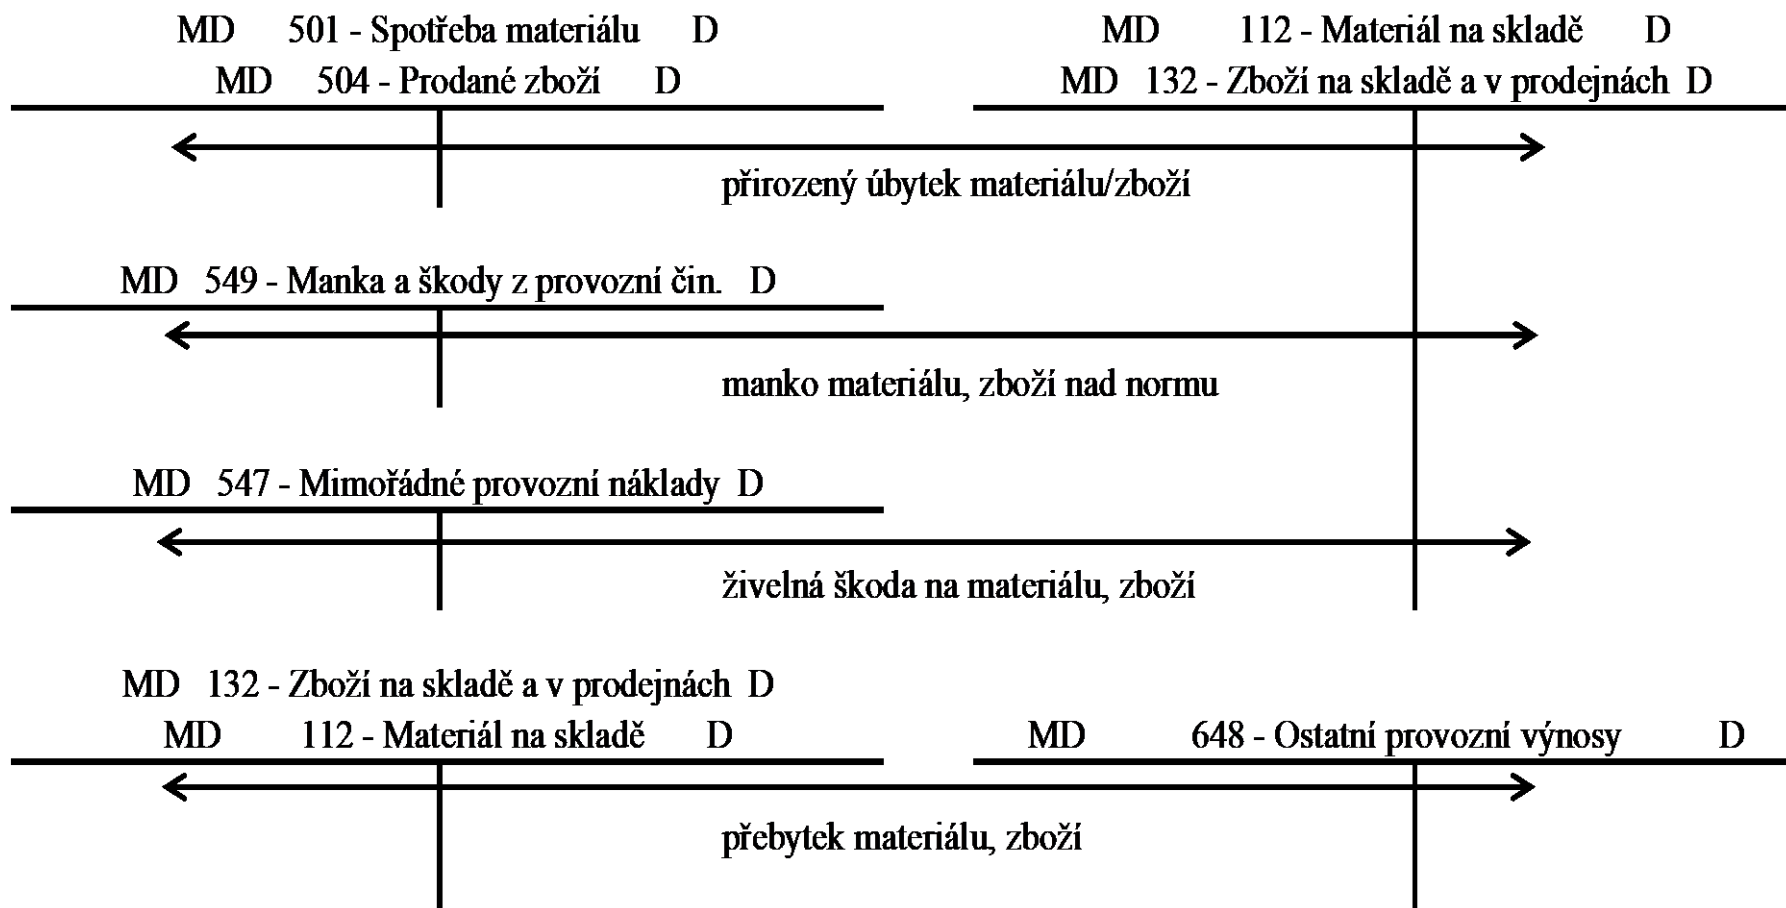 MD 501 - Spotřeba materiálu D
MD 504 - Prodané zboží D
MD 112 - Materiál na skladě D
MD 132 - Zboží na skladě a v prodejnách D
přirozený úbytek materiálu/zboží
MD 549 - Manka a škody z provozní čin. D
manko materiálu, zboží nad normu
MD 547 - Mimořádné provozní náklady D
živelná škoda na materiálu, zboží
MD 132 - Zboží na skladě a v prodejnách D
MD 112 - Materiál na skladě D
MD 648 - Ostatní provozní výnosy D
přebytek materiálu, zboží